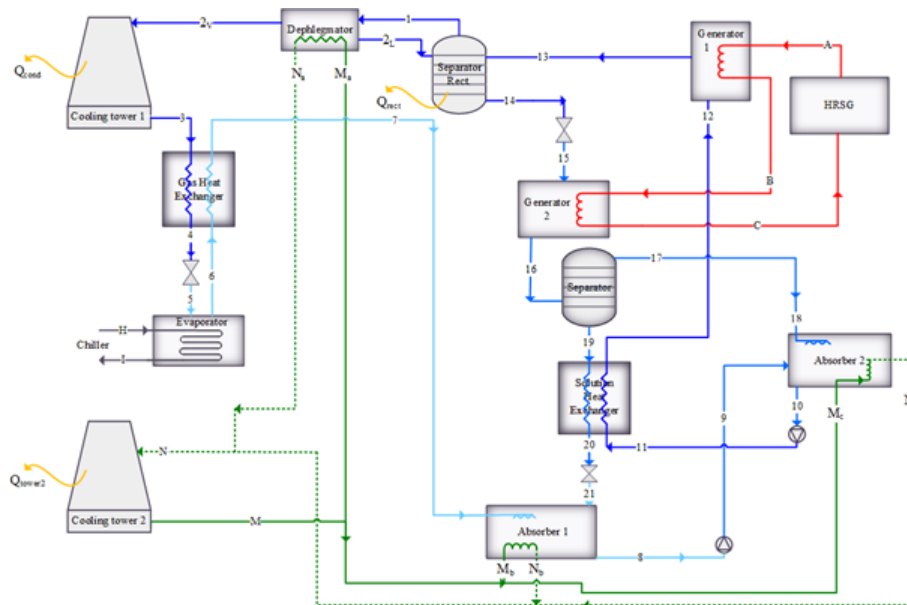 2V
Dephlegmator
1
Generator
1
A
Qcond
2L
Na
Ma
Separator
Rect
13
HRSG
Qrect
14
12
Cooling tower 1
3
7
Gas Heat
Exchanger
15
B
Generator
2
C
4
6
16
17
5
Separator
Evaporator
H
Chiller
I
18
19
Absorber 2
Solution
Heat
Exchanger
9
10
Mc
N
20
11
21
Qtower2
Cooling tower 2
M
Absorber 1
8
Mb
Nb